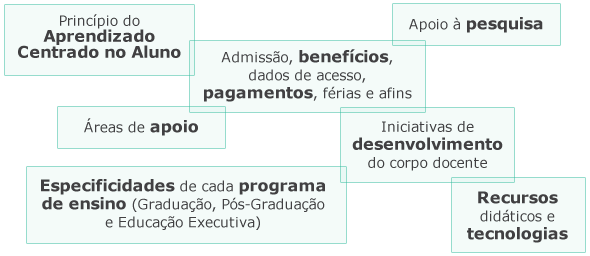 Princípio do
Aprendizado
Centrado no Aluno
Apoio à pesquisa
Admissão, benefícios,
dados de acesso,
pagamentos, férias e afins
Áreas de apoio
Iniciativas de
desenvolvimento
do corpo docente
Especificidades de cada programa
de ensino (Graduação, Pós-Graduação
e Educação Executiva)
Recursos
didáticos e
tecnologias